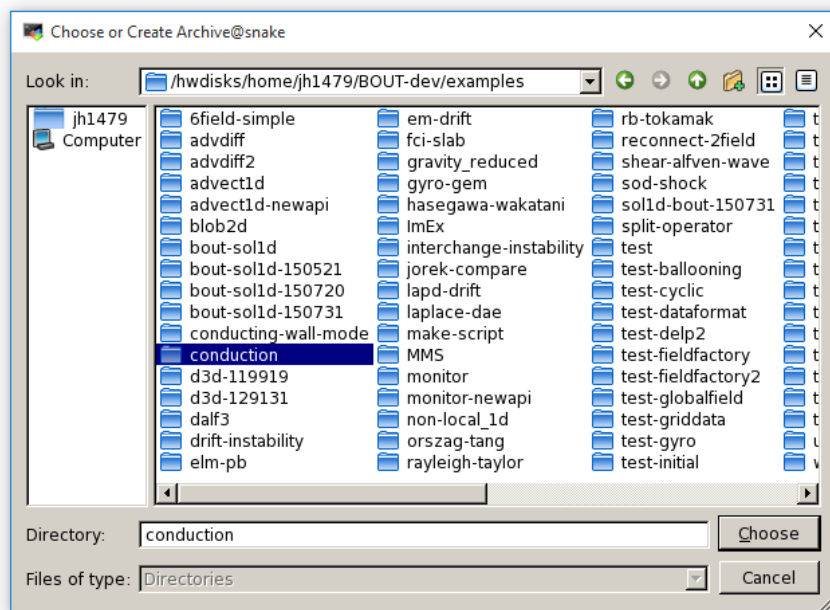 Choose or Create Archive@snake
Look in:
/hwdisks/home/jh1479/BOUT-dev/examples
jh1479
Computer
6field-simple
advdiff
advdiff2
advect1d
advect1d-newapi
blob2d
bout-sol1d
bout-sol1d-150521
bout-sol1d-150720
bout-sol1d-150731
conducting-wall-mode
conduction
d3d-119919
d3d-129131
dalf3
drift-instability
elm-pb
em-drift
fci-slab
gravity_reduced
gyro-gem
hasegawa-wakatani
ImEx
interchange-instability
jorek-compare
lapd-drift
laplace-dae
make-script
MMS
monitor
monitor-newapi
non-local_1d
orszag-tang
rayleigh-taylor
rb-tokamak
reconnect-2field
shear-alfven-wave
sod-shock
sol1d-bout-150731
split-operator
test
test-ballooning
test-cyclic
test-dataformat
test-delp2
test-fieldfactory
test-fieldfactory2
test-globalfield
test-griddata
test-gyro
test-initial
Directory:
conduction
Choose
Files of type:
Directories
Cancel